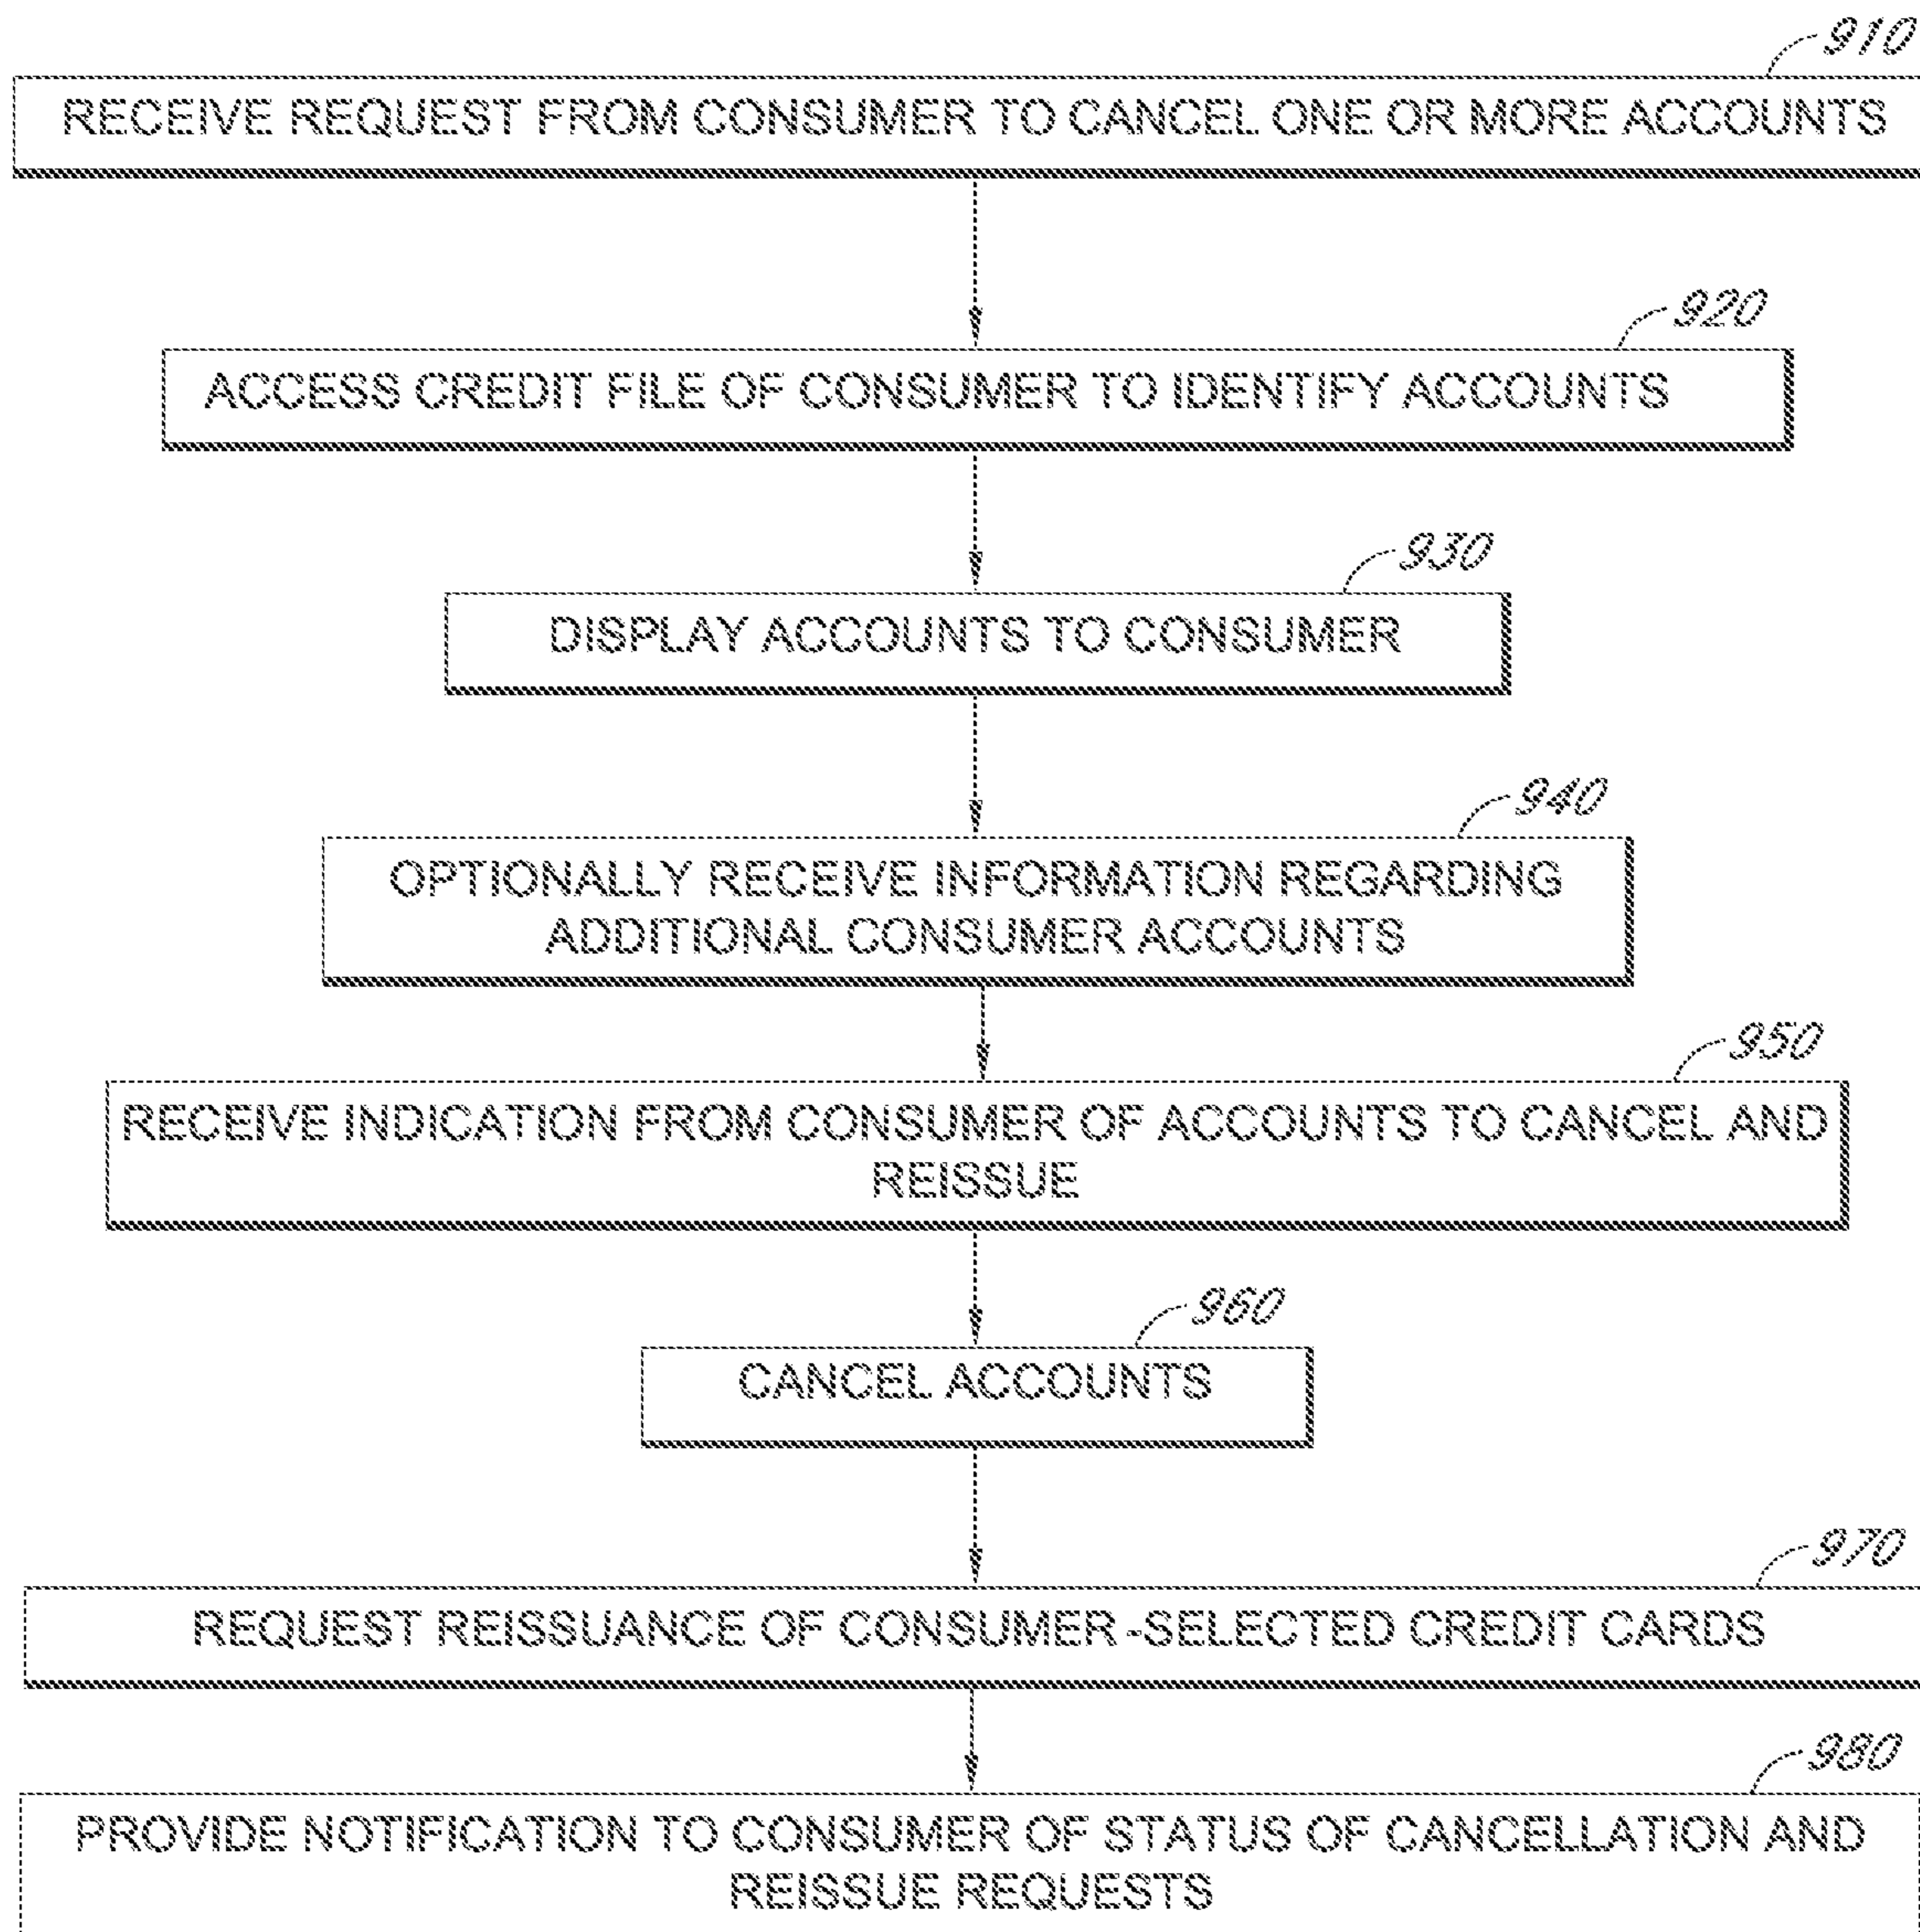 910
RECEIVE REQUEST FROM CONSUMER TO CANCEL ONE OR MORE ACCOUNTS
920
ACCESS CREDIT FILE OF CONSUMER TO IDENTIFY ACCOUNTS
930
DISPLAY ACCOUNTS TO CONSUMER
940
OPTIONALLY RECEIVE INFORMATION REGARDING
ADDITIONAL CONSUMER ACCOUNTS
950
RECEIVE INDICATION FROM CONSUMER OF ACCOUNTS TO CANCEL AND
REISSUE
960
CANCEL ACCOUNTS
970
REQUEST REISSUANCE OF CONSUMER-SELECTED CREDIT CARDS
980
PROVIDE NOTIFICATION TO CONSUMER OF STATUS OF CANCELLATION AND
REISSUE REQUESTS